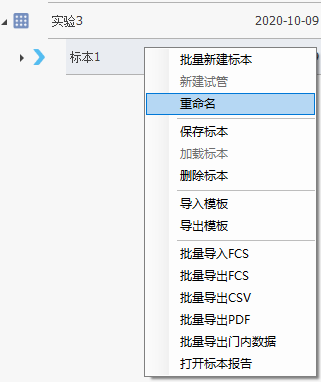 实验3 2020-10-09
标本1
批量新建标本
新建试管
重命名
保存标本
加载标本
删除标本
导入模板
导出模板
批量导入FCS
批量导出FCS
批量导出CSV
批量导出PDF
批量导出门内数据
打开标本报告